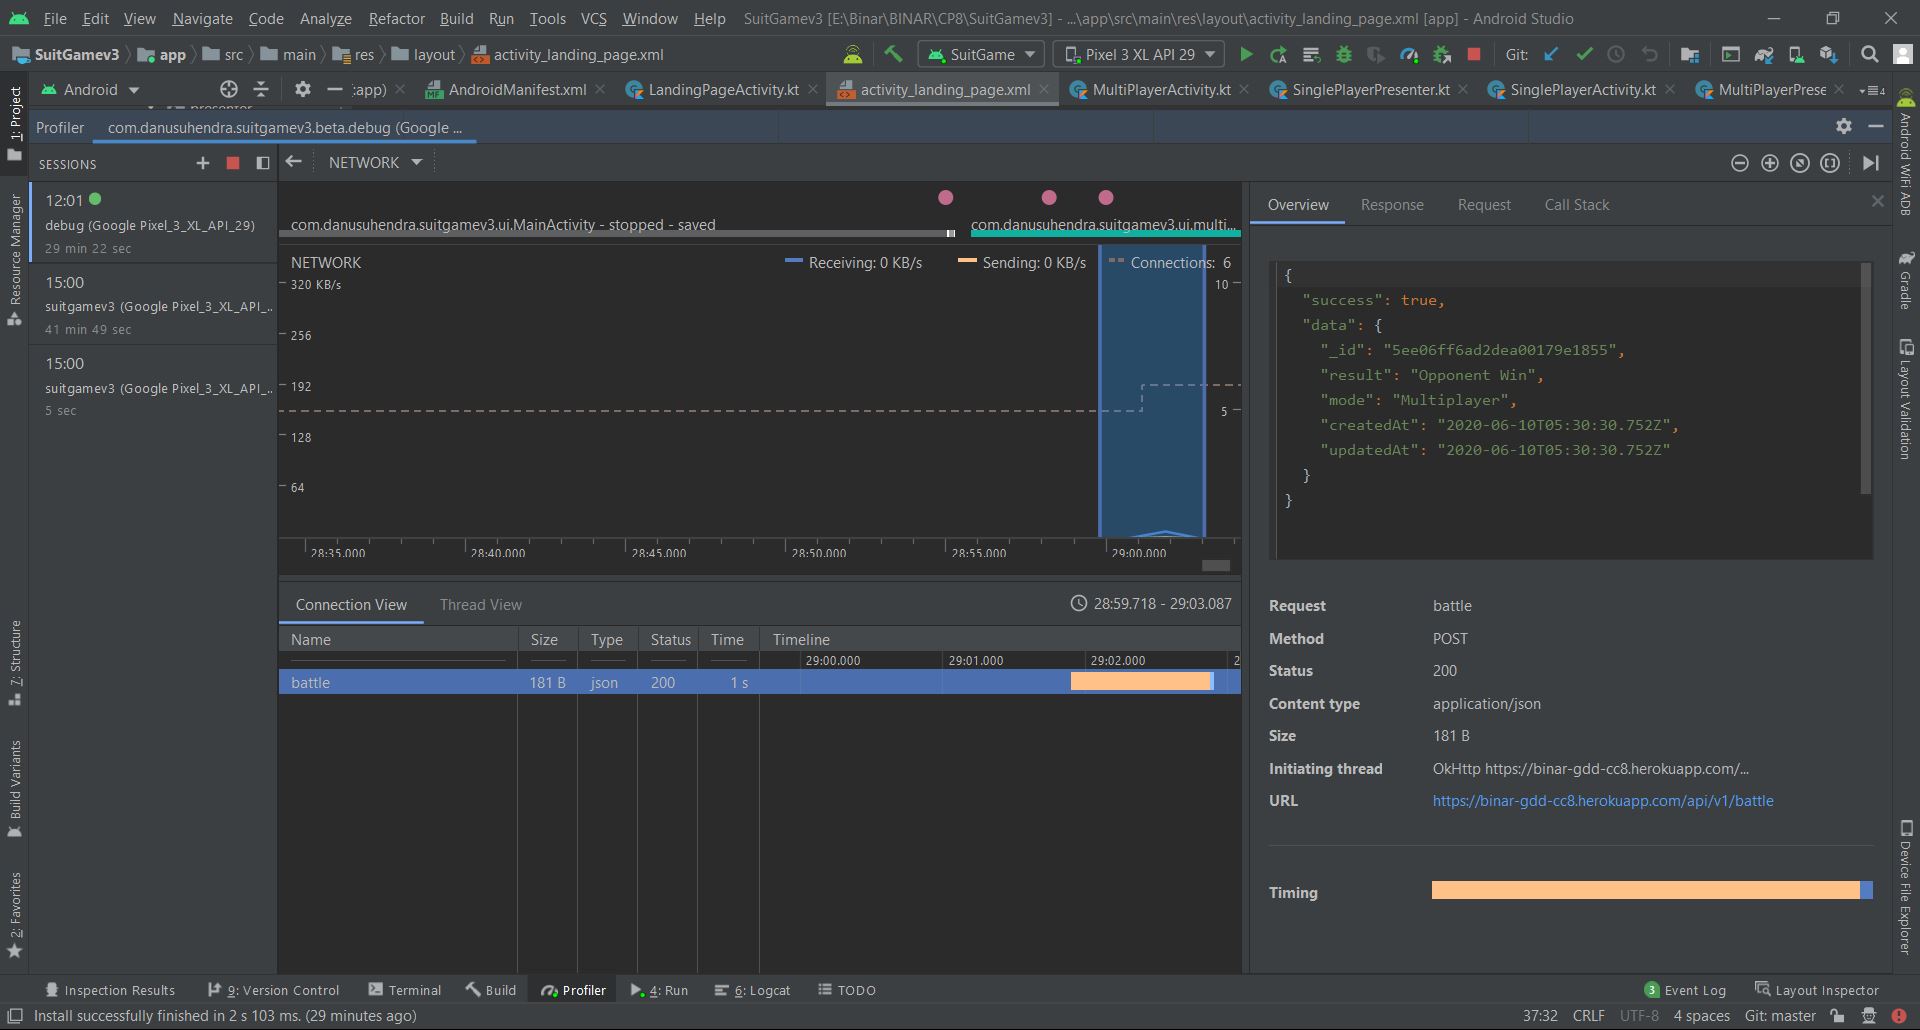 File Edit View Navigate Code Analyze Refactor Build Run Tools VCS Window Help SuitGamev3 [E:\Binar\BINAR\CP8\SuitGamev3] - ...\app\src\main\res\layout\activity_landing_page.xml [app] - Android Studio
SuitGamev3 app src main res layout activity_landing_page.xml SuitGame Pixel 3 XL API 29 Git:
Android :app) AndroidManifest.xml LandingPageActivity.kt activity_landing_page.xml MultiPlayerActivity.kt SinglePlayerPresenter.kt SinglePlayerActivity.kt MultiPlayerPrese 4
Profiler com.danusuhendra.suitgamev3.beta.debug (Google ...
SESSIONS NETWORK
12:01
debug (Google Pixel_3_XL_API_29)
29 min 22 sec
15:00
suitgamev3 (Google Pixel_3_XL_API_...
41 min 49 sec
15:00
suitgamev3 (Google Pixel_3_XL_API_...
5 sec
com.danusuhendra.suitgamev3.ui.MainActivity - stopped - saved
com.danusuhendra.suitgamev3.ui.multi...
NETWORK Receiving: 0 KB/s Sending: 0 KB/s Connections: 6
320 KB/s 10
256
192
5
128
64
28:35.000 28:40.000 28:45.000 28:50.000 28:55.000 29:00.000
Connection View Thread View 28:59.718 - 29:03.087
Name Size Type Status Time Timeline
29:00.000 29:01.000 29:02.000 2
battle 181 B json 200 1 s
Overview Response Request Call Stack
{
"success": true,
"data": {
"_id": "5ee06ff6ad2dea00179e1855",
"result": "Opponent Win",
"mode": "Multiplayer",
"createdAt": "2020-06-10T05:30:30.752Z",
"updatedAt": "2020-06-10T05:30:30.752Z"
}
}
Request battle
Method POST
Status 200
Content type application/json
Size 181 B
Initiating thread OkHttp https://binar-gdd-cc8.herokuapp.com/...
URL https://binar-gdd-cc8.herokuapp.com/api/v1/battle
Timing
1: Project
Resource Manager
7: Structure
Build Variants
2: Favorites
Android WiFi ADB
Gradle
Layout Validation
Device File Explorer
Inspection Results 9: Version Control Terminal Build Profiler 4: Run 6: Logcat TODO 3 Event Log Layout Inspector
Install successfully finished in 2 s 103 ms. (29 minutes ago) 37:32 CRLF UTF-8 4 spaces Git: master